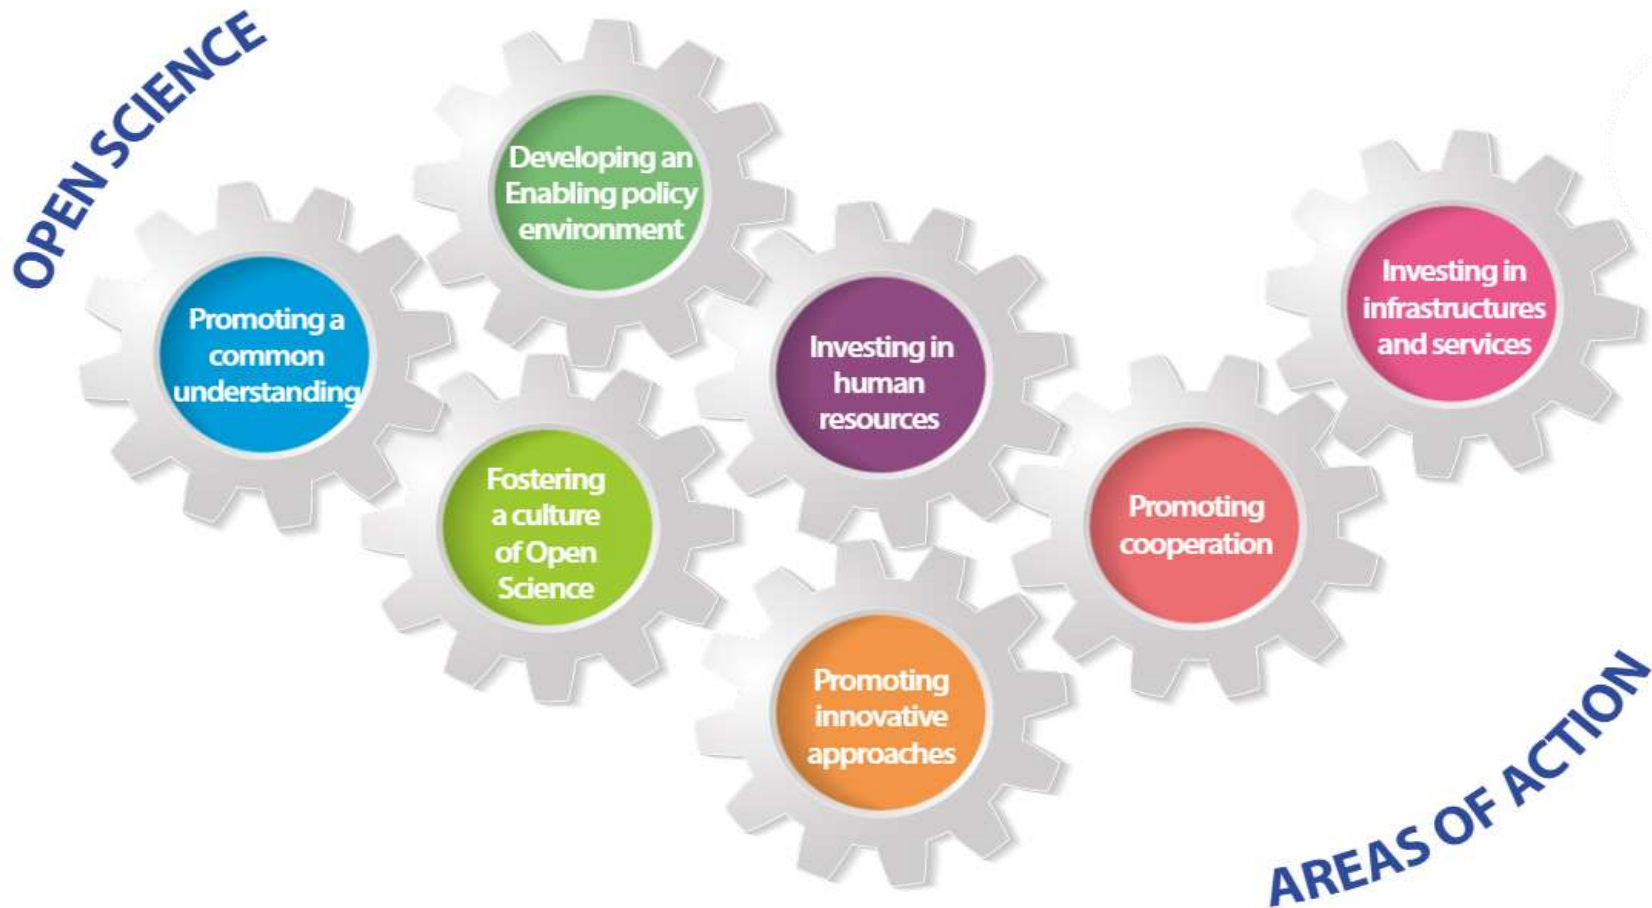 OPEN SCIENCE
Developing an
Enabling policy
environment
Promoting a
common
understanding
Investing in
human
resources
Investing in
infrastructures
and services
Fostering
a culture
of Open
Science
Promoting
cooperation
Promoting
innovative
approaches
AREAS OF ACTION